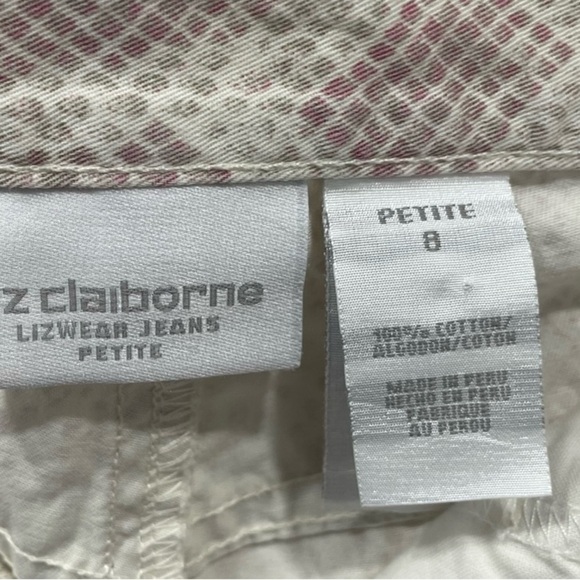 z claiborne
LIZWEAR JEANS
PETITE
PETITE
8
100% COTTON/
ALGODON/COTON
MADE IN PERU
HECHO EN PERU
FABRIQUE
AU PEROU